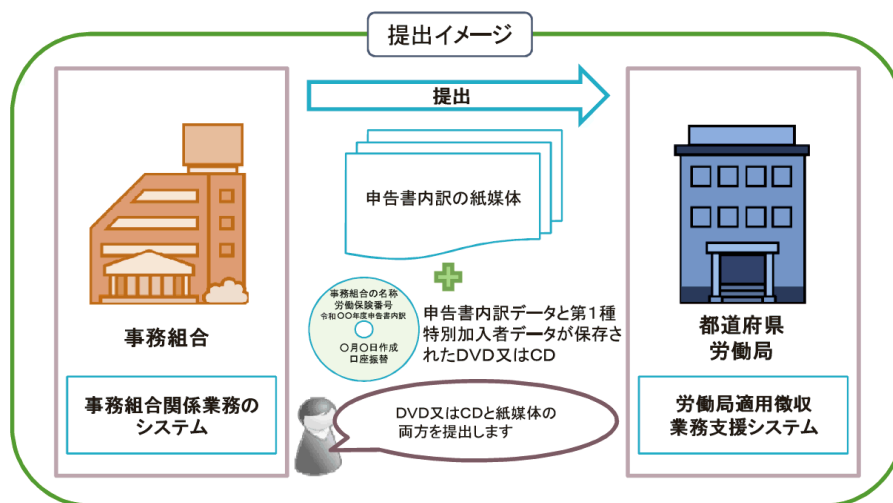 提出イメージ
提出
申告書内訳の紙媒体
事務組合の名称
労働保険番号
令和〇〇年度申告書内訳
〇月〇日作成
口座振替
申告書内訳データと第1種
特別加入者データが保存さ
れたDVD又はCD
事務組合
都道府県
労働局
事務組合関係業務の
システム
DVD又はCDと紙媒体の
両方を提出します
労働局適用徴収
業務支援システム